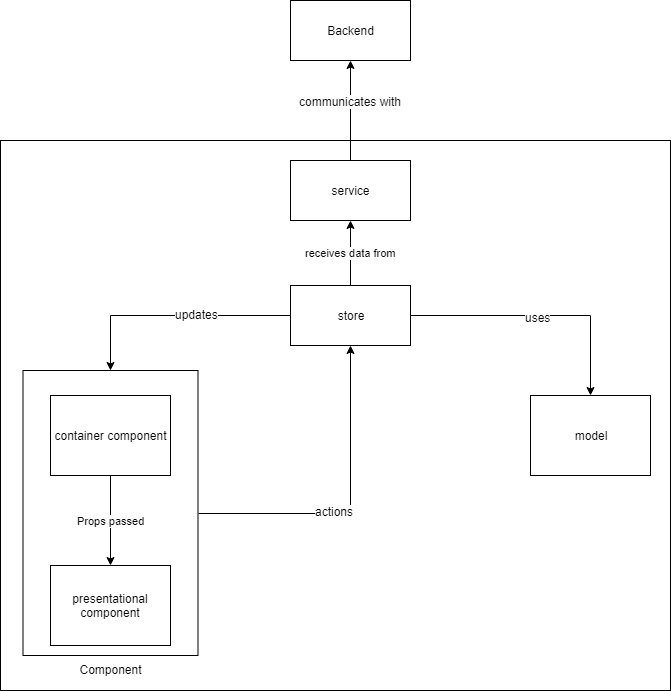 Backend
communicates with
service
receives data from
store
updates
uses
container component
model
Props passed
actions
presentational
component
Component